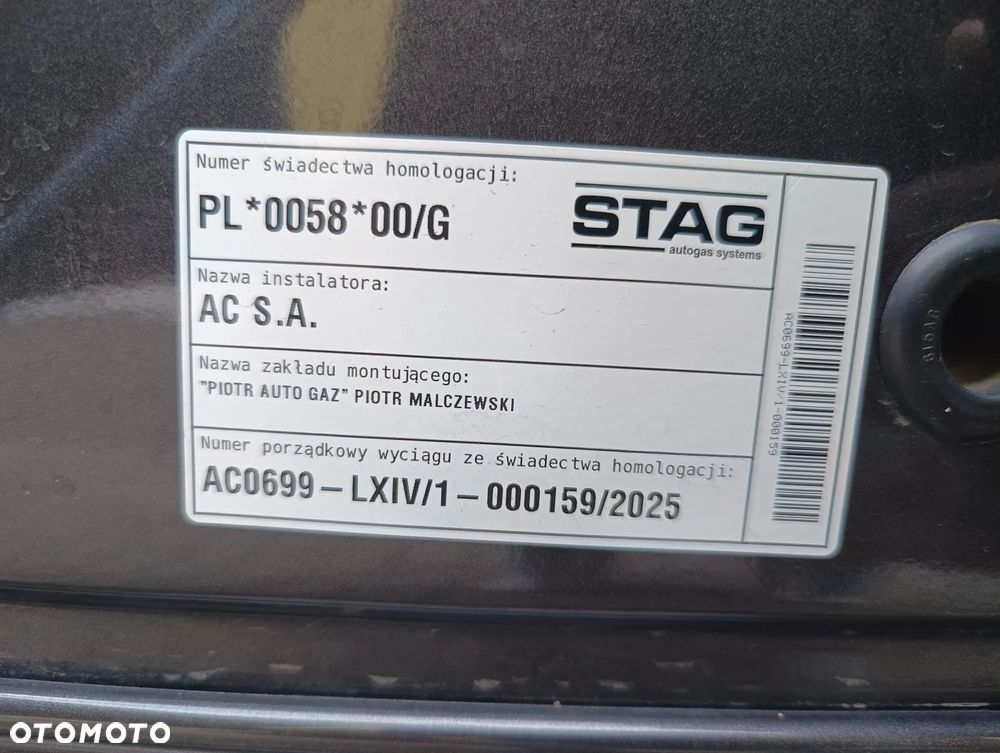 Numer świadectwa homologacji:
PL*0058*00/G
STAG
autogas systems
Nazwa instalatora:
AC S.A.
Nazwa zakładu montującego:
"PIOTR AUTO GAZ" PIOTR MALCZEWSKI
Numer porządkowy wyciągu ze świadectwa homologacji:
AC0699-LXIV/1-000159/2025
AC0699-LXIV/1-000159
OTOMOTO